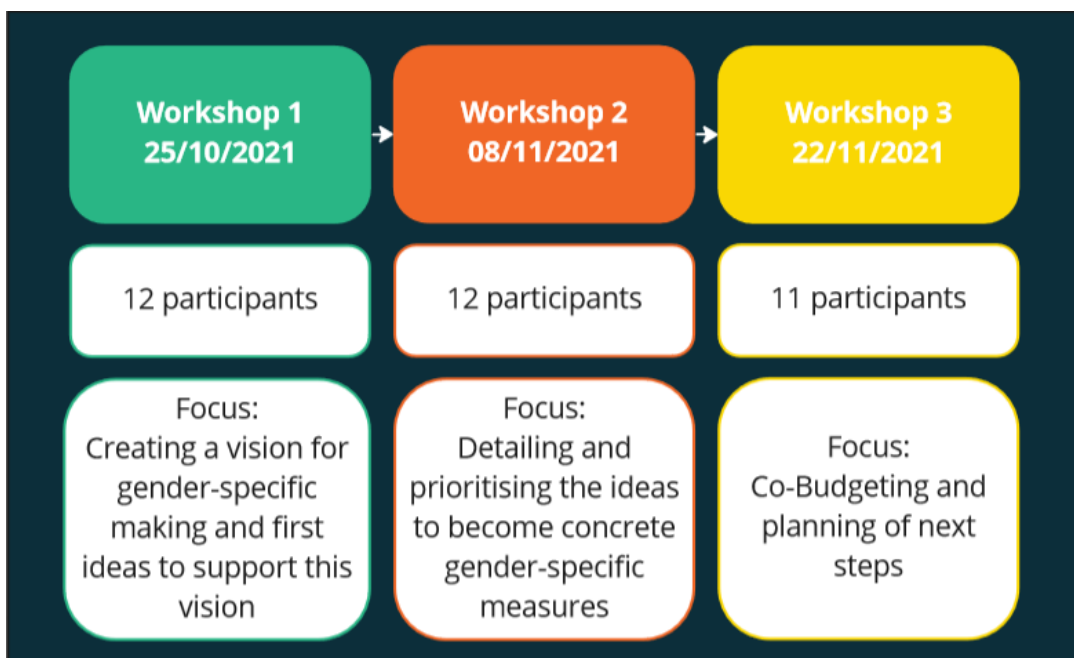 Workshop 1
25/10/2021
Workshop 2
08/11/2021
Workshop 3
22/11/2021
12 participants
12 participants
11 participants
Focus:
Creating a vision for
gender-specific
making and first
ideas to support this
vision
Focus:
Detailing and
prioritising the ideas
to become concrete
gender-specific
measures
Focus:
Co-Budgeting and
planning of next
steps